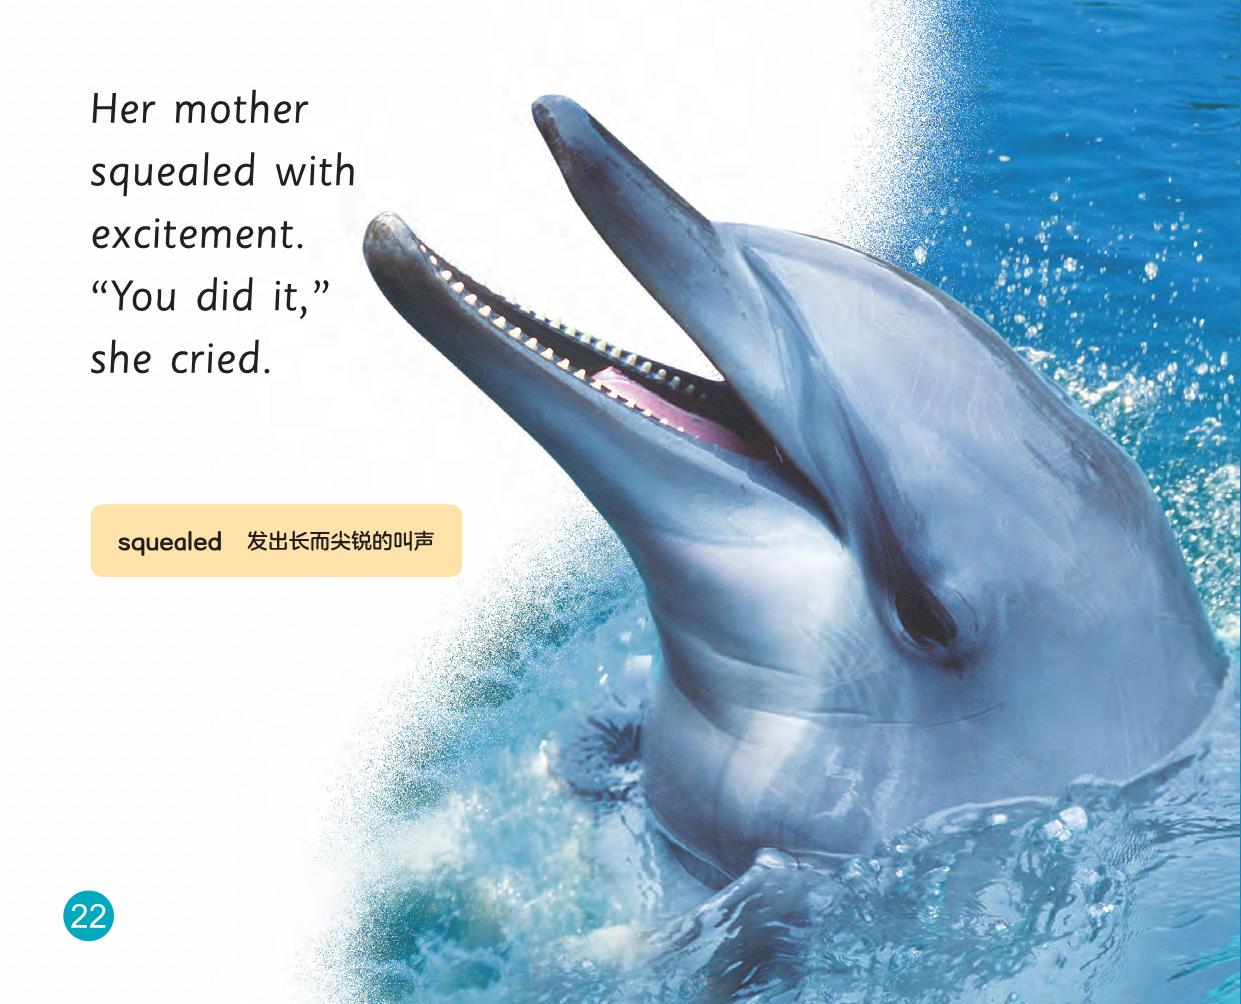 Her mother
squealed with
excitement.
“You did it,”
she cried.
squealed 发出长而尖锐的叫声
22